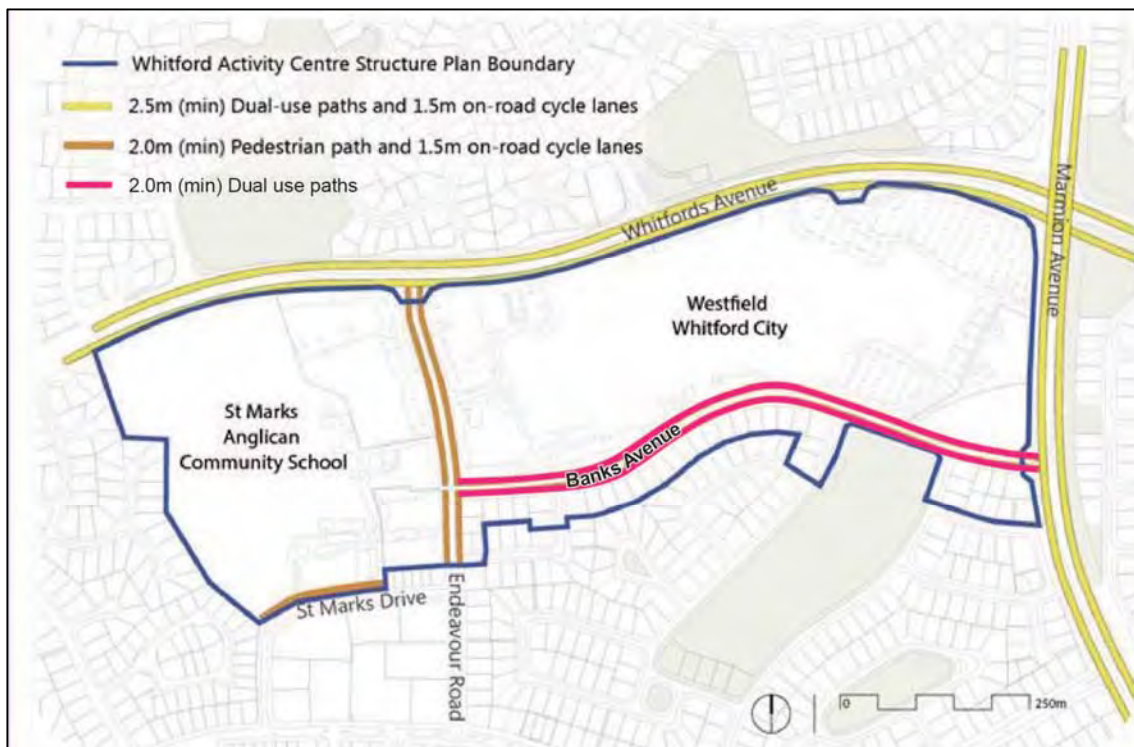 Whitford Activity Centre Structure Plan Boundary
2.5m (min) Dual-use paths and 1.5m on-road cycle lanes
2.0m (min) Pedestrian path and 1.5m on-road cycle lanes
2.0m (min) Dual use paths
Whitfords Avenue
Marmion Avenue
Westfield
Whitford City
St Marks
Anglican
Community School
Banks Avenue
St Marks Drive
Endeavour Road
0
250m